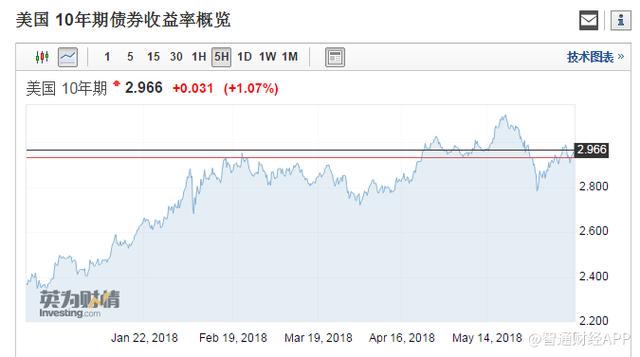 美国 10年期债券收益率概览
1 5 15 30 1H 5H 1D 1W 1M
技术图表 »
美国 10年期 2.966 +0.031 (+1.07%)
2.966
2.800
2.600
2.400
2.200
英为财情
Investing.com
Jan 22, 2018 Feb 19, 2018 Mar 19, 2018 Apr 16, 2018 May 14, 2018
@智通财经APP